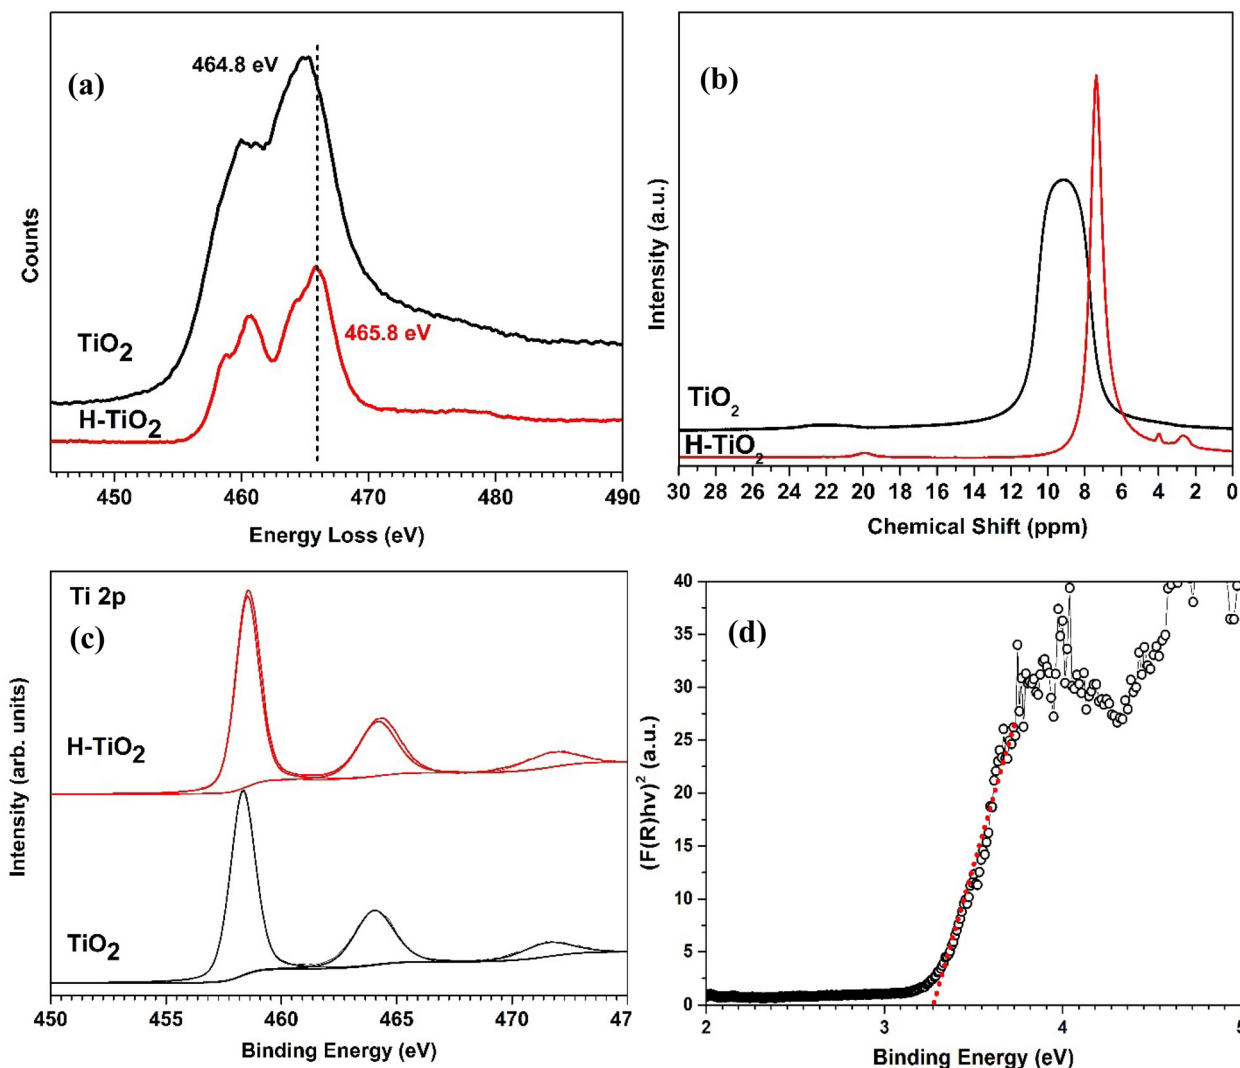 (a)
464.8 eV
465.8 eV
TiO2
H-TiO2
Counts
450 460 470 480 490
Energy Loss (eV)
(b)
TiO2
H-TiO2
Intensity (a.u.)
30 28 26 24 22 20 18 16 14 12 10 8 6 4 2 0
Chemical Shift (ppm)
Ti 2p
(c)
H-TiO2
TiO2
Intensity (arb. units)
450 455 460 465 470 47
Binding Energy (eV)
(d)
40
35
30
25
20
15
10
5
0
(F(R)hv)2 (a.u.)
2 3 4 5
Binding Energy (eV)